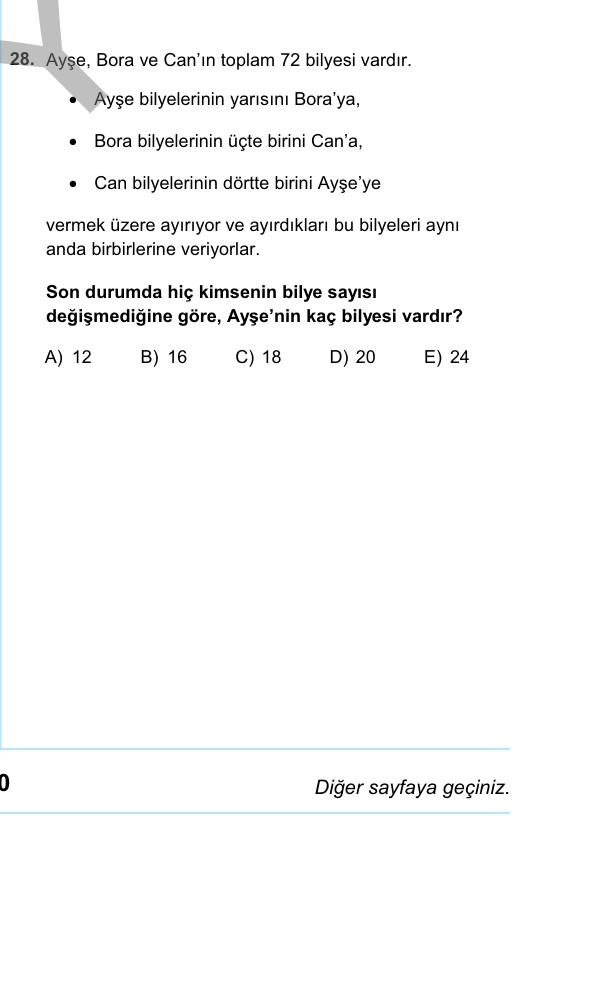 28. Ayşe, Bora ve Can’ın toplam 72 bilyesi vardır.
• Ayşe bilyelerinin yarısını Bora’ya,
• Bora bilyelerinin üçte birini Can’a,
• Can bilyelerinin dörtte birini Ayşe’ye
vermek üzere ayırıyor ve ayırdıkları bu bilyeleri aynı
anda birbirlerine veriyorlar.
Son durumda hiç kimsenin bilye sayısı
değişmediğine göre, Ayşe’nin kaç bilyesi vardır?
A) 12 B) 16 C) 18 D) 20 E) 24
0 Diğer sayfaya geçiniz.